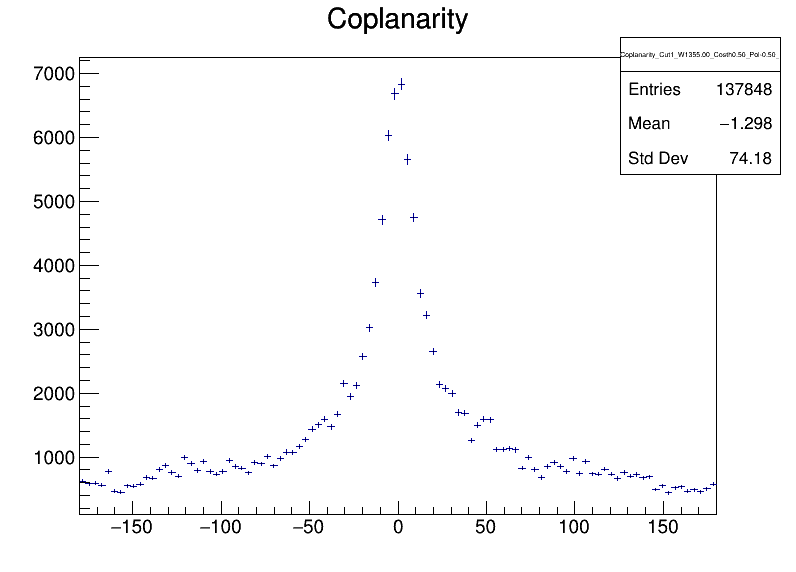 Coplanarity
Coplanarity_Cut1_W1355.00_Costh0.50_Pol-0.50_
Entries 137848
Mean −1.298
Std Dev 74.18
7000
6000
5000
4000
3000
2000
1000
−150 −100 −50 0 50 100 150